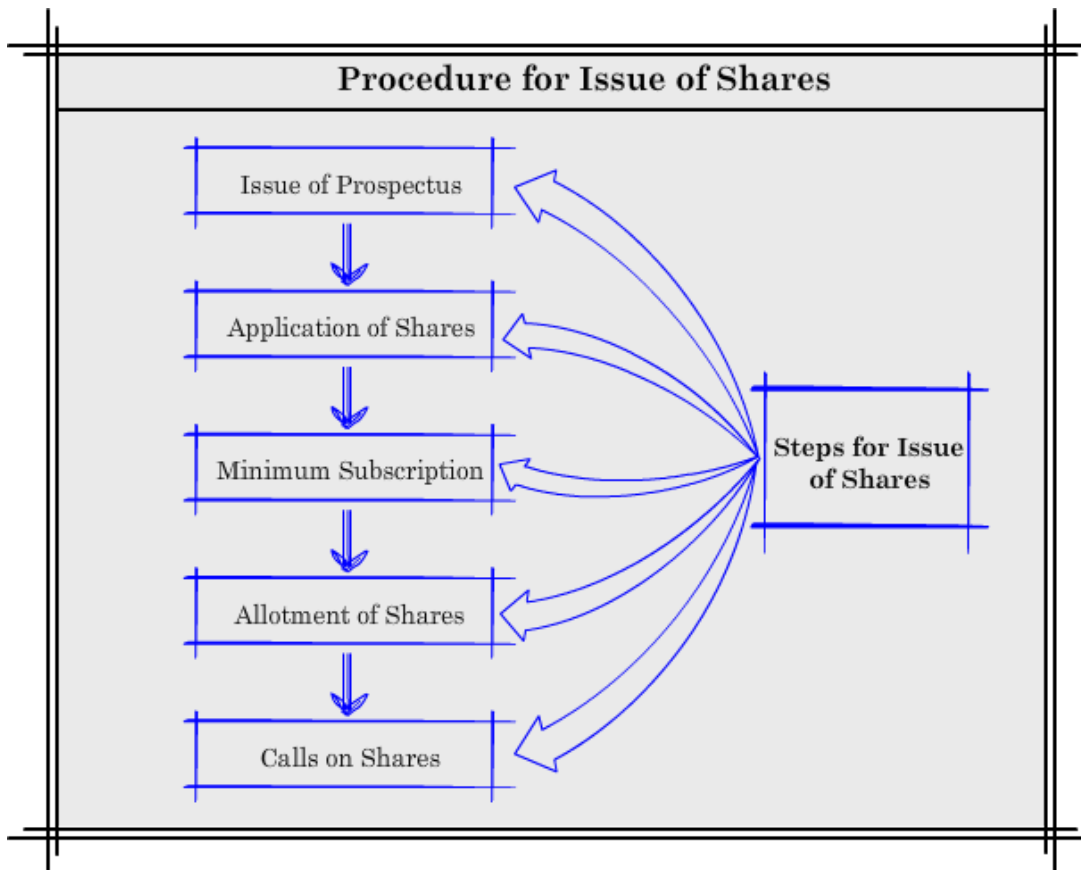 Procedure for Issue of Shares
Issue of Prospectus
Application of Shares
Minimum Subscription
Allotment of Shares
Calls on Shares
Steps for Issue
of Shares